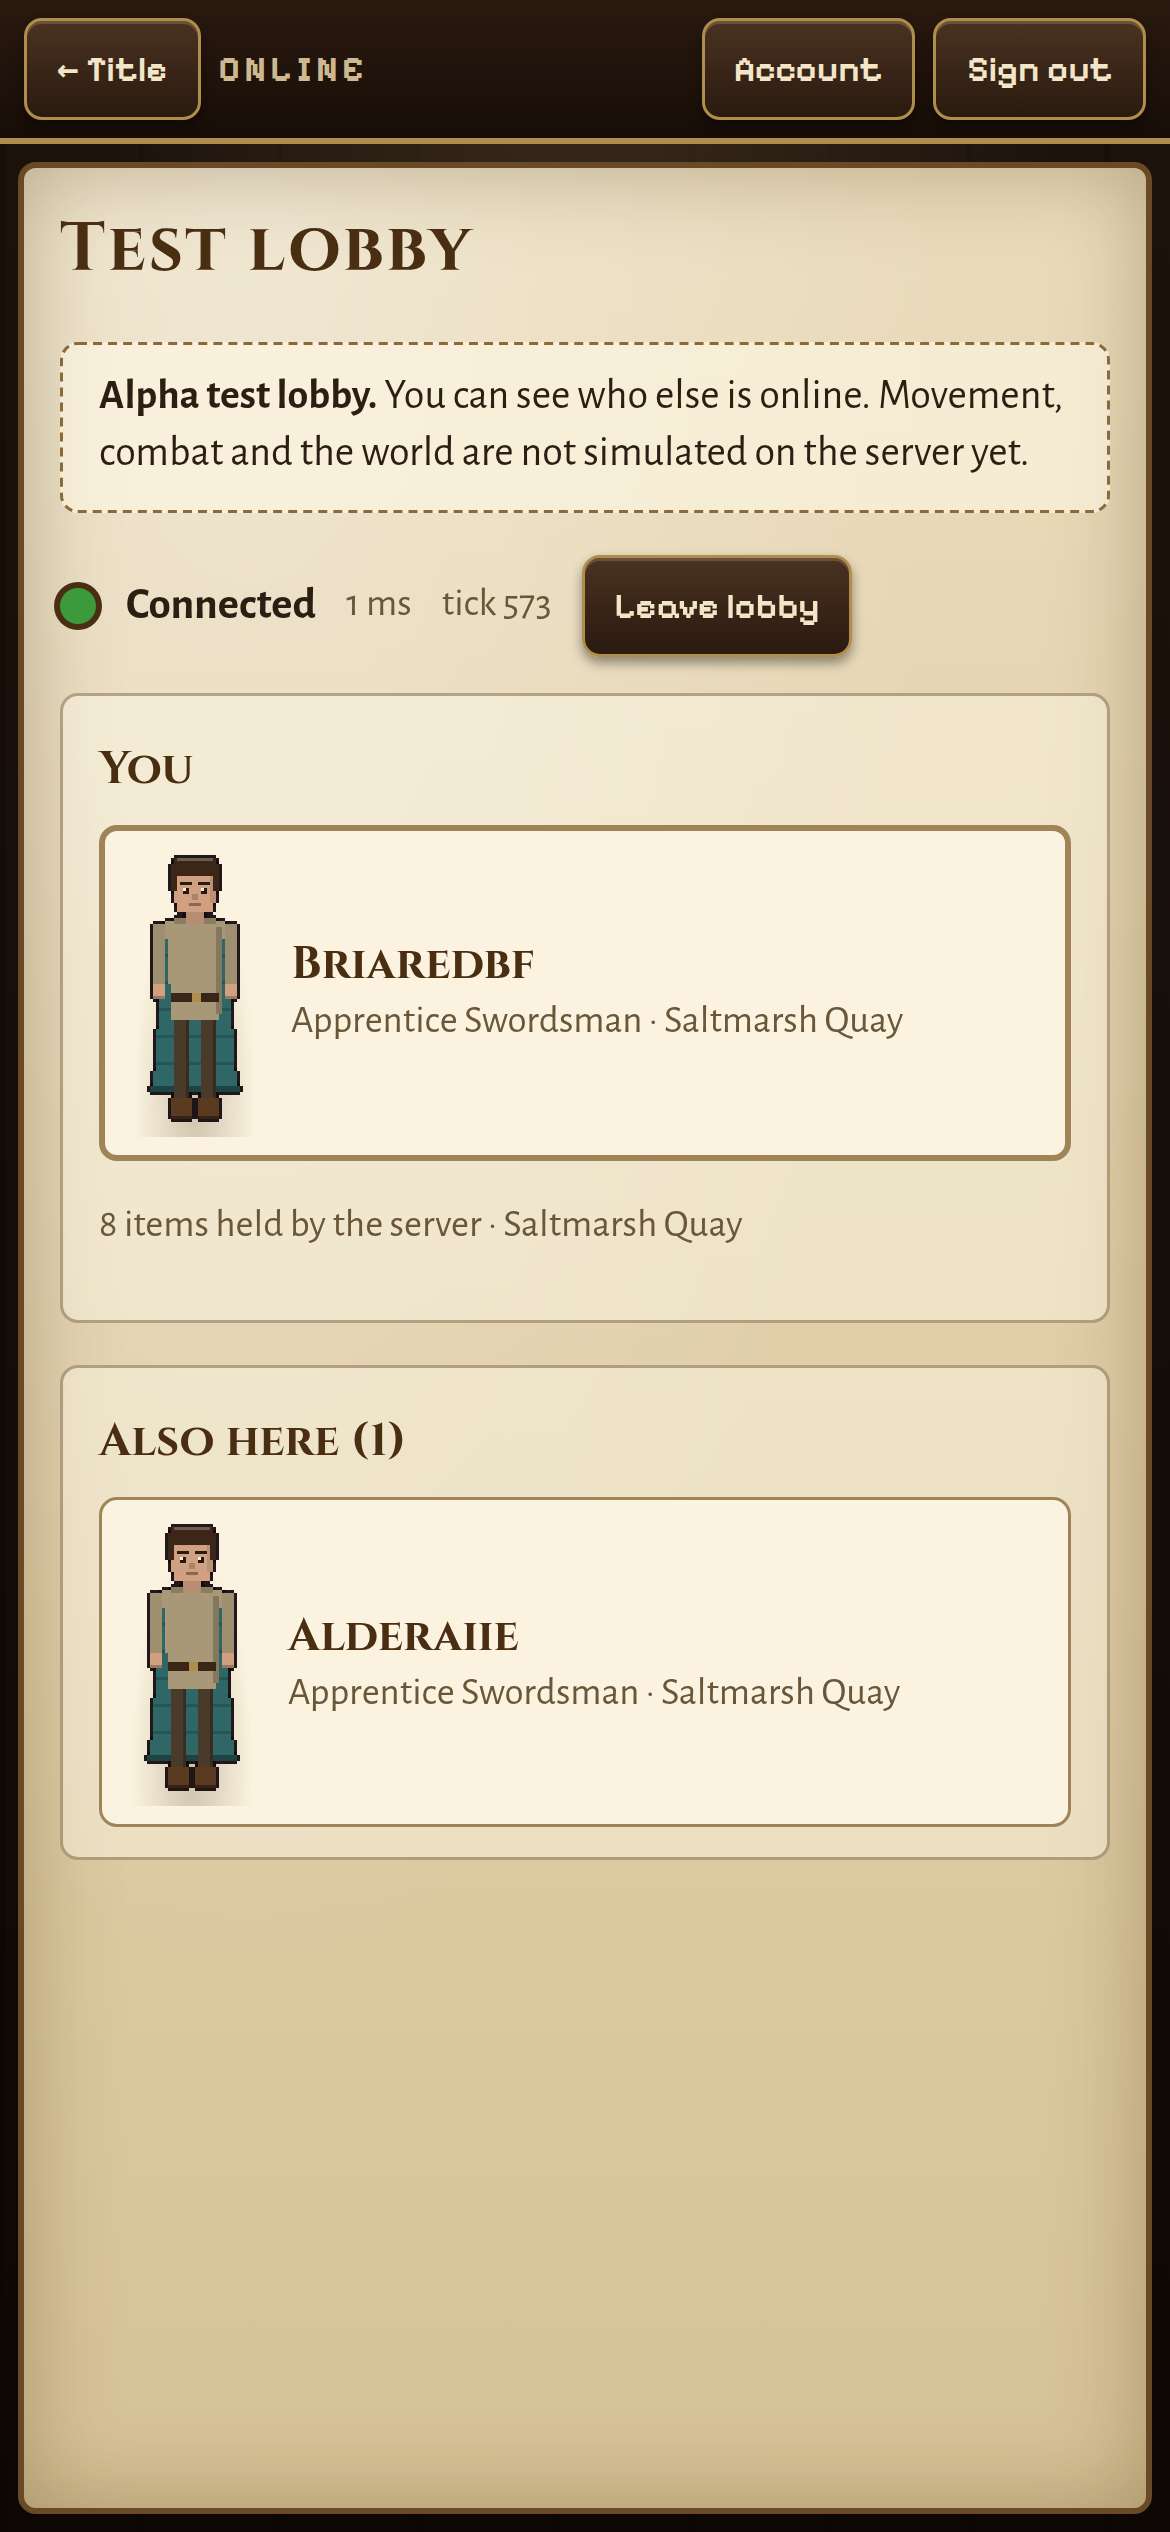 ← Title ONLINE Account Sign out
Test lobby
Alpha test lobby. You can see who else is online. Movement,
combat and the world are not simulated on the server yet.
Connected 1 ms tick 573 Leave lobby
You
Briaredbf
Apprentice Swordsman · Saltmarsh Quay
8 items held by the server · Saltmarsh Quay
Also here (1)
Alderaiie
Apprentice Swordsman · Saltmarsh Quay